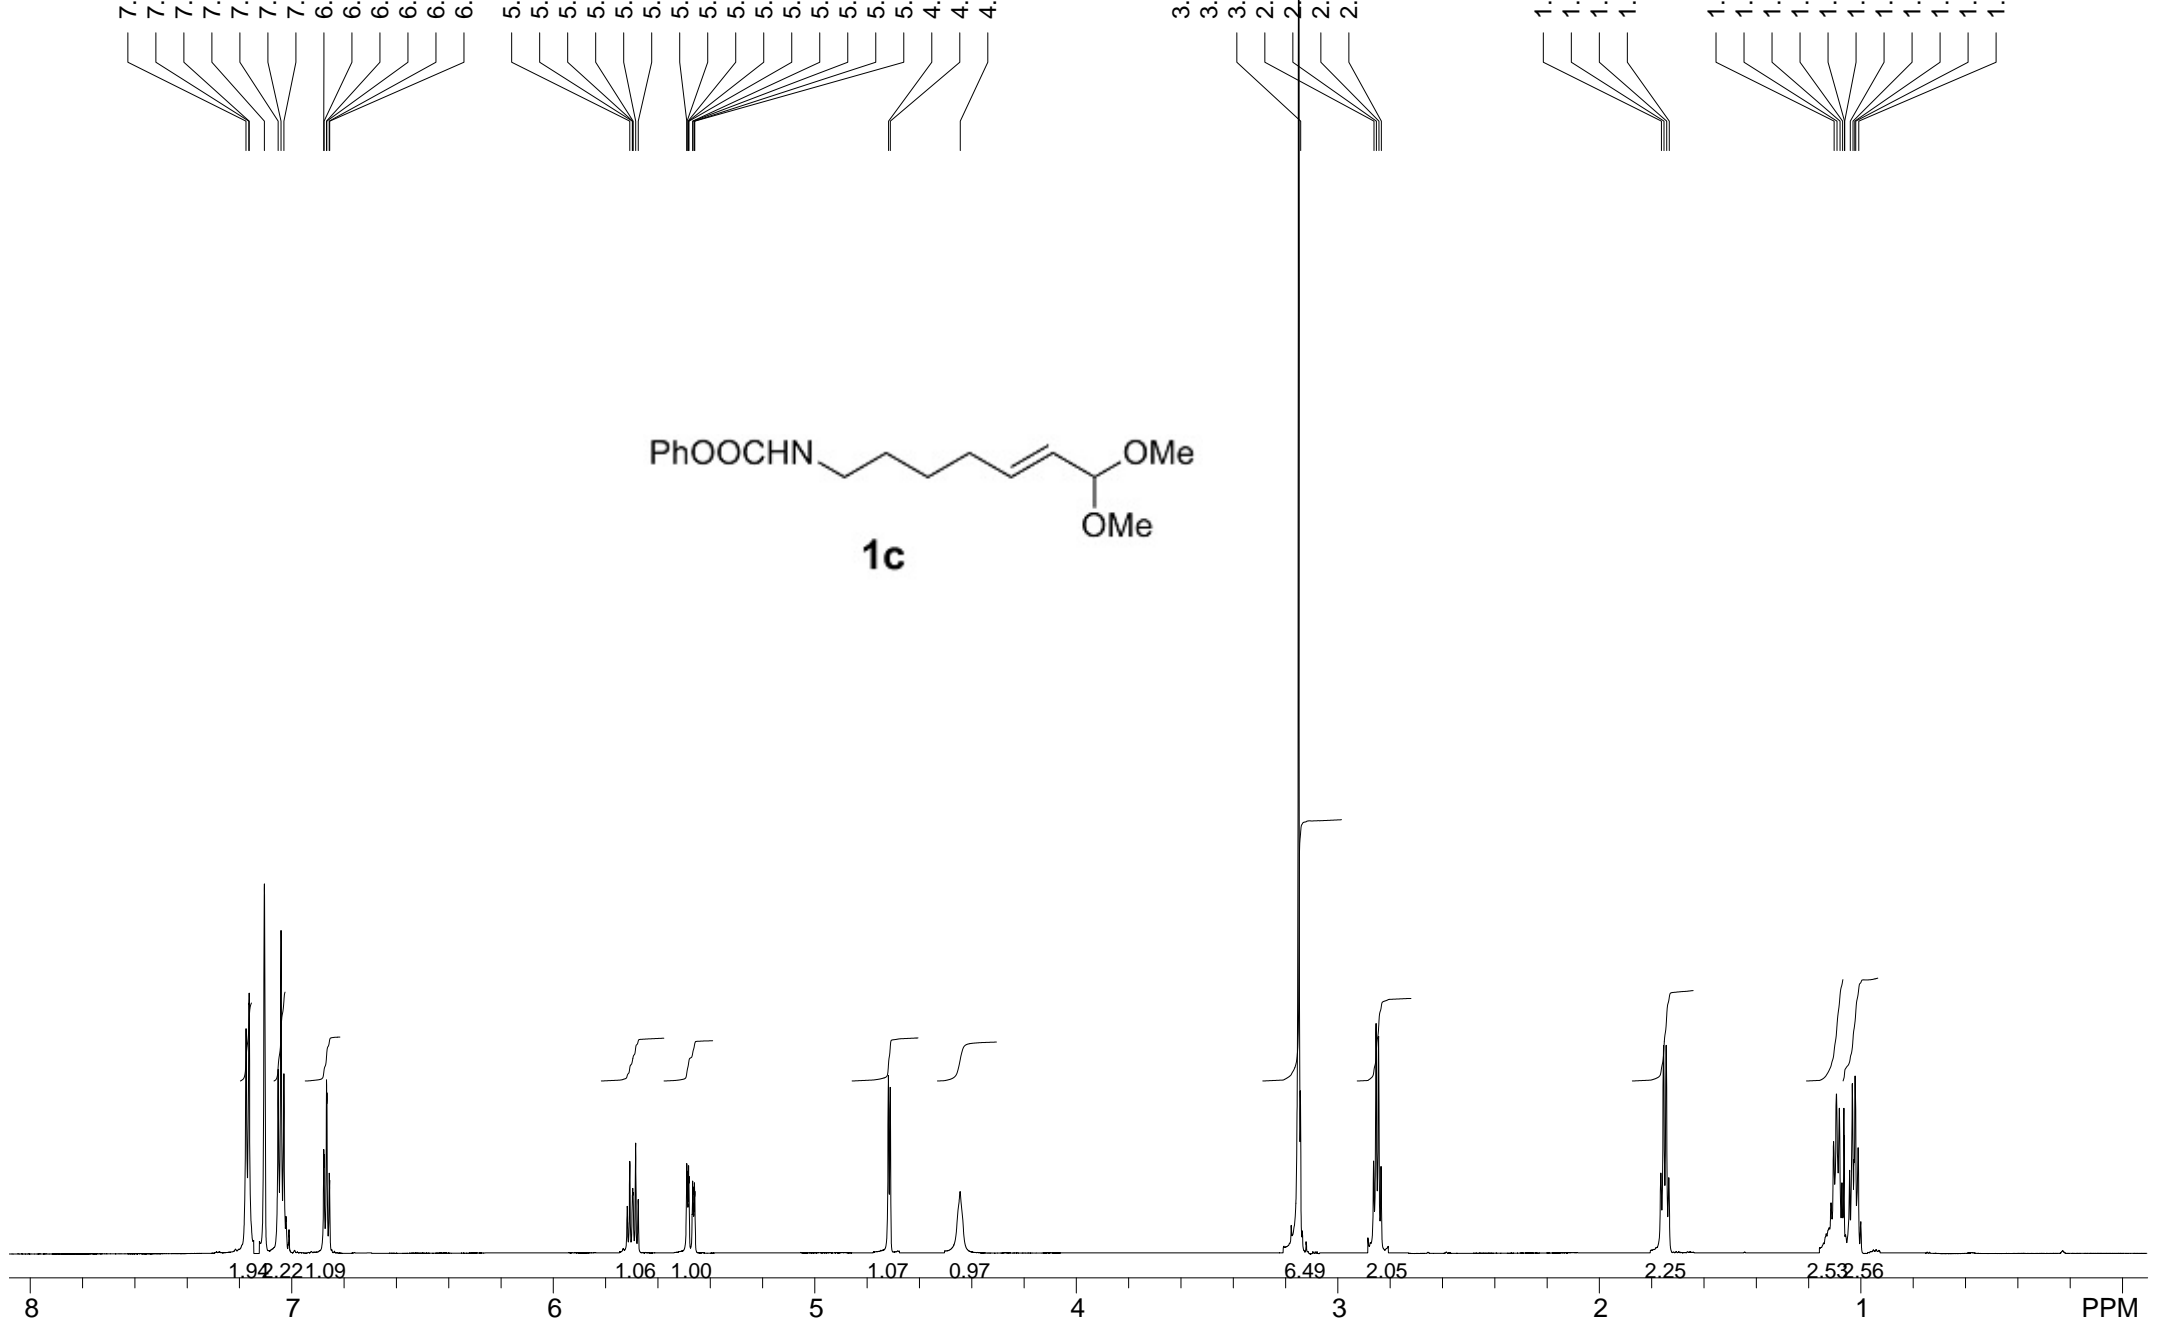 7. 7. 7. 7. 7. 7. 7. 6. 6. 6. 6. 6. 6. 5. 5. 5. 5. 5. 5. 5. 5. 5. 5. 5. 5. 5. 5. 5. 4. 4. 4. 3. 3. 3. 2. 2. 2. 2. 1. 1. 1. 1. 1. 1. 1. 1. 1. 1. 1. 1. 1. 1. 1.
PhOOCHN OMe
OMe
1c
1.94 2.22 1.09 1.06 1.00 1.07 0.97 6.49 2.05 2.25 2.53 2.56
8 7 6 5 4 3 2 1 PPM